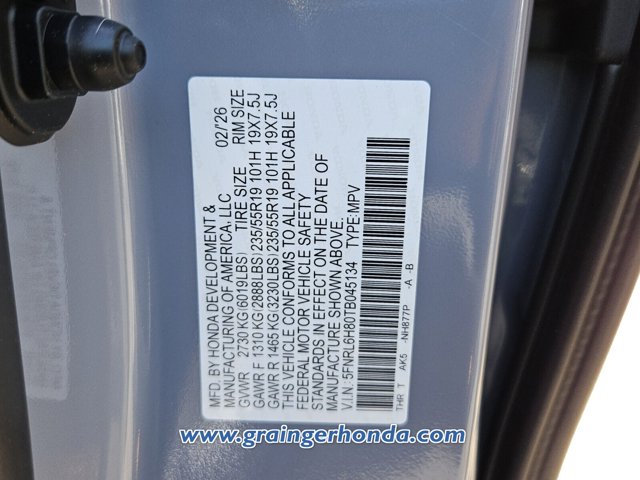 MFD. BY HONDA DEVELOPMENT &
MANUFACTURING OF AMERICA, LLC 02/26
GVWR 2730 KG(6019LBS) TIRE SIZE RIM SIZE
GAWR F 1310 KG(2888LBS) 235/55R19 101H 19X7.5J
GAWR R 1465 KG(3230LBS) 235/55R19 101H 19X7.5J
THIS VEHICLE CONFORMS TO ALL APPLICABLE
FEDERAL MOTOR VEHICLE SAFETY
STANDARDS IN EFFECT ON THE DATE OF
MANUFACTURE SHOWN ABOVE.
V.I.N: 5FNRL6H80TB045134 TYPE:MPV
THR T AK5 -NH877P -A -B
www.graingerhonda.com